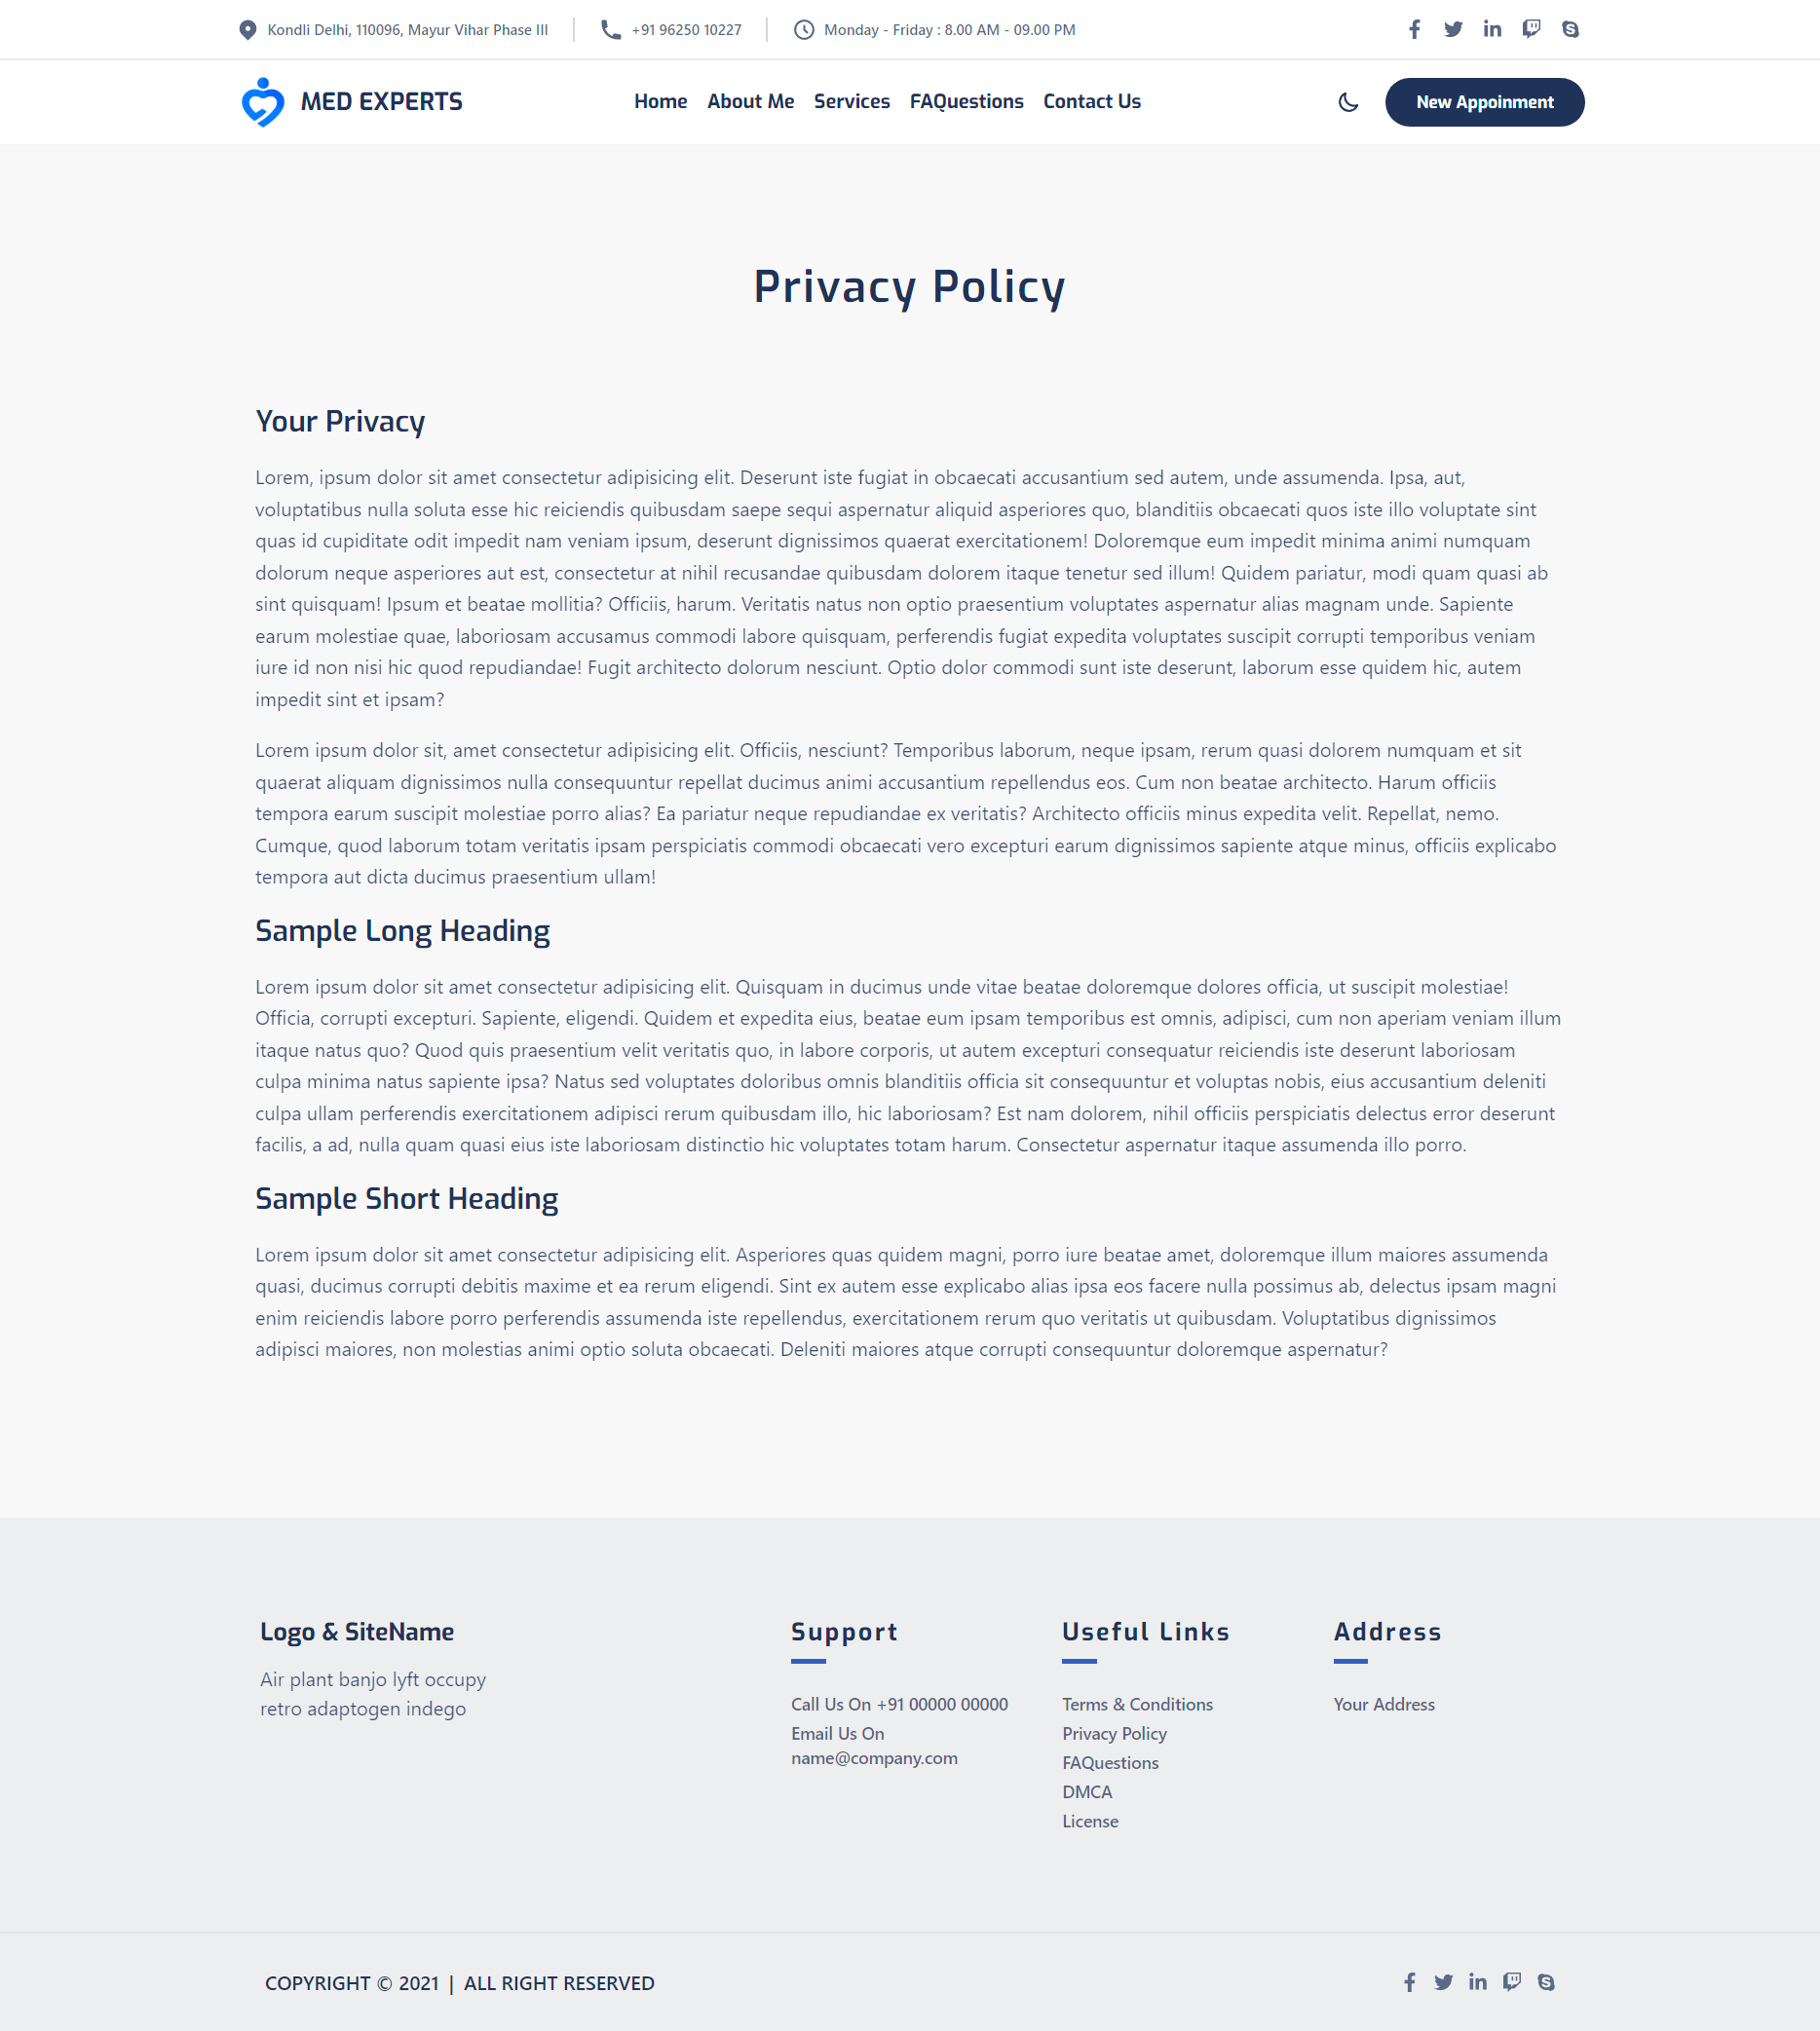 Kondli Delhi, 110096, Mayur Vihar Phase III
+91 96250 10227
Monday - Friday : 8.00 AM - 09.00 PM
MED EXPERTS
Home
About Me
Services
FAQuestions
Contact Us
New Appoinment
Privacy Policy
Your Privacy
Lorem, ipsum dolor sit amet consectetur adipisicing elit. Deserunt iste fugiat in obcaecati accusantium sed autem, unde assumenda. Ipsa, aut,
voluptatibus nulla soluta esse hic reiciendis quibusdam saepe sequi aspernatur aliquid asperiores quo, blanditiis obcaecati quos iste illo voluptate sint
quas id cupiditate odit impedit nam veniam ipsum, deserunt dignissimos quaerat exercitationem! Doloremque eum impedit minima animi numquam
dolorum neque asperiores aut est, consectetur at nihil recusandae quibusdam dolorem itaque tenetur sed illum! Quidem pariatur, modi quam quasi ab
sint quisquam! Ipsum et beatae mollitia? Officiis, harum. Veritatis natus non optio praesentium voluptates aspernatur alias magnam unde. Sapiente
earum molestiae quae, laboriosam accusamus commodi labore quisquam, perferendis fugiat expedita voluptates suscipit corrupti temporibus veniam
iure id non nisi hic quod repudiandae! Fugit architecto dolorum nesciunt. Optio dolor commodi sunt iste deserunt, laborum esse quidem hic, autem
impedit sint et ipsam?
Lorem ipsum dolor sit, amet consectetur adipisicing elit. Officiis, nesciunt? Temporibus laborum, neque ipsam, rerum quasi dolorem numquam et sit
quaerat aliquam dignissimos nulla consequuntur repellat ducimus animi accusantium repellendus eos. Cum non beatae architecto. Harum officiis
tempora earum suscipit molestiae porro alias? Ea pariatur neque repudiandae ex veritatis? Architecto officiis minus expedita velit. Repellat, nemo.
Cumque, quod laborum totam veritatis ipsam perspiciatis commodi obcaecati vero excepturi earum dignissimos sapiente atque minus, officiis explicabo
tempora aut dicta ducimus praesentium ullam!
Sample Long Heading
Lorem ipsum dolor sit amet consectetur adipisicing elit. Quisquam in ducimus unde vitae beatae doloremque dolores officia, ut suscipit molestiae!
Officia, corrupti excepturi. Sapiente, eligendi. Quidem et expedita eius, beatae eum ipsam temporibus est omnis, adipisci, cum non aperiam veniam illum
itaque natus quo? Quod quis praesentium velit veritatis quo, in labore corporis, ut autem excepturi consequatur reiciendis iste deserunt laboriosam
culpa minima natus sapiente ipsa? Natus sed voluptates doloribus omnis blanditiis officia sit consequuntur et voluptas nobis, eius accusantium deleniti
culpa ullam perferendis exercitationem adipisci rerum quibusdam illo, hic laboriosam? Est nam dolorem, nihil officiis perspiciatis delectus error deserunt
facilis, a ad, nulla quam quasi eius iste laboriosam distinctio hic voluptates totam harum. Consectetur aspernatur itaque assumenda illo porro.
Sample Short Heading
Lorem ipsum dolor sit amet consectetur adipisicing elit. Asperiores quas quidem magni, porro iure beatae amet, doloremque illum maiores assumenda
quasi, ducimus corrupti debitis maxime et ea rerum eligendi. Sint ex autem esse explicabo alias ipsa eos facere nulla possimus ab, delectus ipsam magni
enim reiciendis labore porro perferendis assumenda iste repellendus, exercitationem rerum quo veritatis ut quibusdam. Voluptatibus dignissimos
adipisci maiores, non molestias animi optio soluta obcaecati. Deleniti maiores atque corrupti consequuntur doloremque aspernatur?
Logo & SiteName
Air plant banjo lyft occupy
retro adaptogen indego
Support
Call Us On +91 00000 00000
Email Us On
name@company.com
Useful Links
Terms & Conditions
Privacy Policy
FAQuestions
DMCA
License
Address
Your Address
COPYRIGHT © 2021 | ALL RIGHT RESERVED